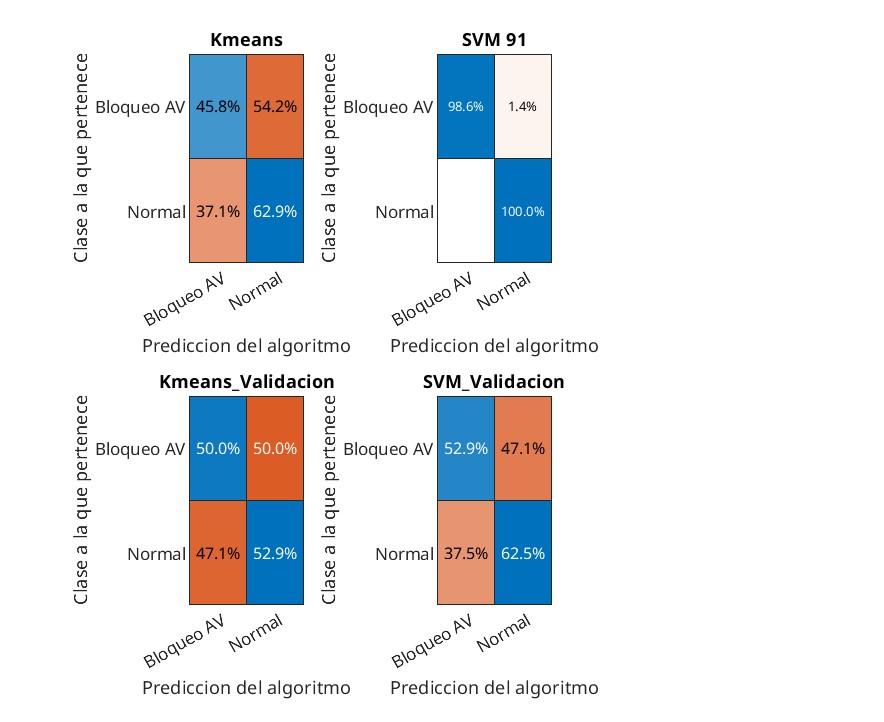 Kmeans
Clase a la que pertenece
Bloqueo AV
45.8%
54.2%
Normal
37.1%
62.9%
Bloqueo AV
Normal
Prediccion del algoritmo
SVM 91
Clase a la que pertenece
Bloqueo AV
98.6%
1.4%
Normal
100.0%
Bloqueo AV
Normal
Prediccion del algoritmo
Kmeans_Validacion
Clase a la que pertenece
Bloqueo AV
50.0%
50.0%
Normal
47.1%
52.9%
Bloqueo AV
Normal
Prediccion del algoritmo
SVM_Validacion
Clase a la que pertenece
Bloqueo AV
52.9%
47.1%
Normal
37.5%
62.5%
Bloqueo AV
Normal
Prediccion del algoritmo